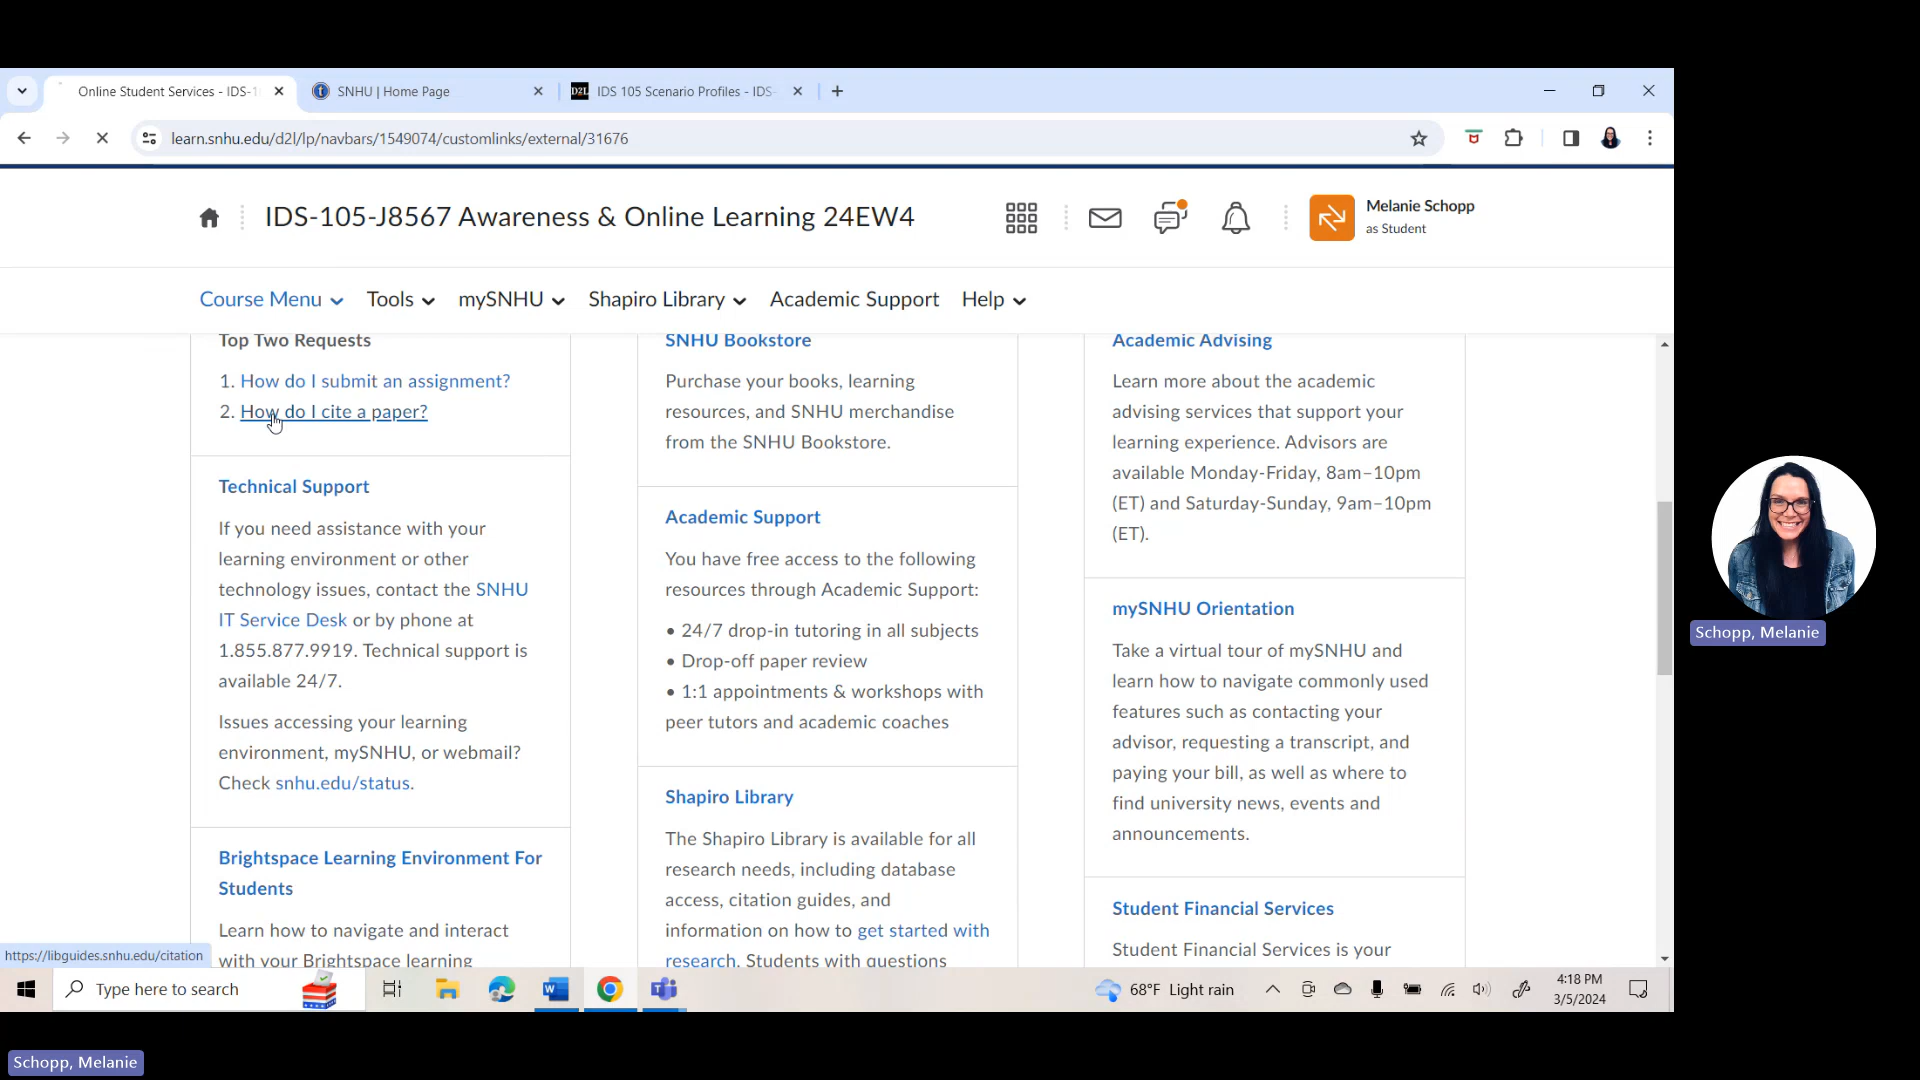 Online Student Services - IDS-1
SNHU | Home Page
D2L
IDS 105 Scenario Profiles - IDS-
learn.snhu.edu/d2l/lp/navbars/1549074/customlinks/external/31676
IDS-105-J8567 Awareness & Online Learning 24EW4
Melanie Schopp
as Student
Course Menu
Tools
mySNHU
Shapiro Library
Academic Support
Help
Top Two Requests
1. How do I submit an assignment?
2. How do I cite a paper?
Technical Support
If you need assistance with your
learning environment or other
technology issues, contact the SNHU
IT Service Desk or by phone at
1.855.877.9919. Technical support is
available 24/7.
Issues accessing your learning
environment, mySNHU, or webmail?
Check snhu.edu/status.
Brightspace Learning Environment For
Students
Learn how to navigate and interact
with your Brightspace learning
SNHU Bookstore
Purchase your books, learning
resources, and SNHU merchandise
from the SNHU Bookstore.
Academic Support
You have free access to the following
resources through Academic Support:
• 24/7 drop-in tutoring in all subjects
• Drop-off paper review
• 1:1 appointments & workshops with
peer tutors and academic coaches
Shapiro Library
The Shapiro Library is available for all
research needs, including database
access, citation guides, and
information on how to get started with
research. Students with questions
Academic Advising
Learn more about the academic
advising services that support your
learning experience. Advisors are
available Monday-Friday, 8am–10pm
(ET) and Saturday-Sunday, 9am–10pm
(ET).
mySNHU Orientation
Take a virtual tour of mySNHU and
learn how to navigate commonly used
features such as contacting your
advisor, requesting a transcript, and
paying your bill, as well as where to
find university news, events and
announcements.
Student Financial Services
Student Financial Services is your
https://libguides.snhu.edu/citation
Type here to search
68°F Light rain
4:18 PM
3/5/2024
Schopp, Melanie
Schopp, Melanie